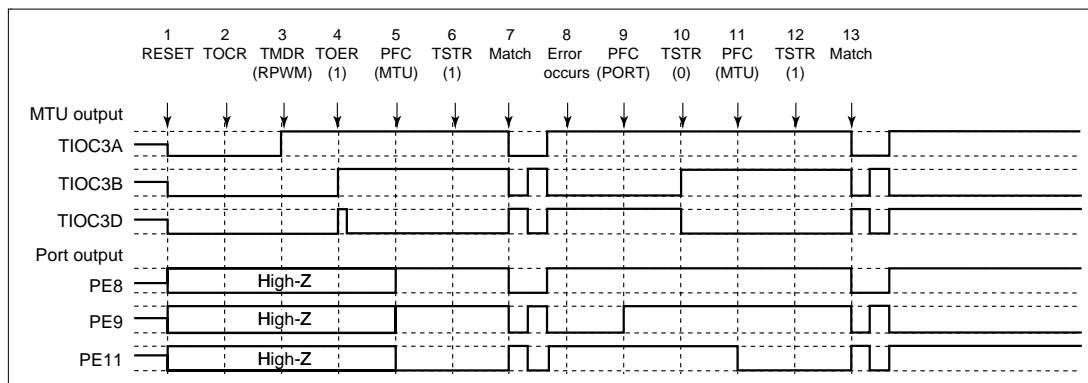 1 2 3 4 5 6 7 8 9 10 11 12 13
RESET TOCR TMDR TOER PFC TSTR Match Error PFC TSTR PFC TSTR Match
(RPWM) (1) (MTU) (1) occurs (PORT) (0) (MTU) (1)
MTU output
TIOC3A
TIOC3B
TIOC3D
Port output
PE8 High-Z
PE9 High-Z
PE11 High-Z